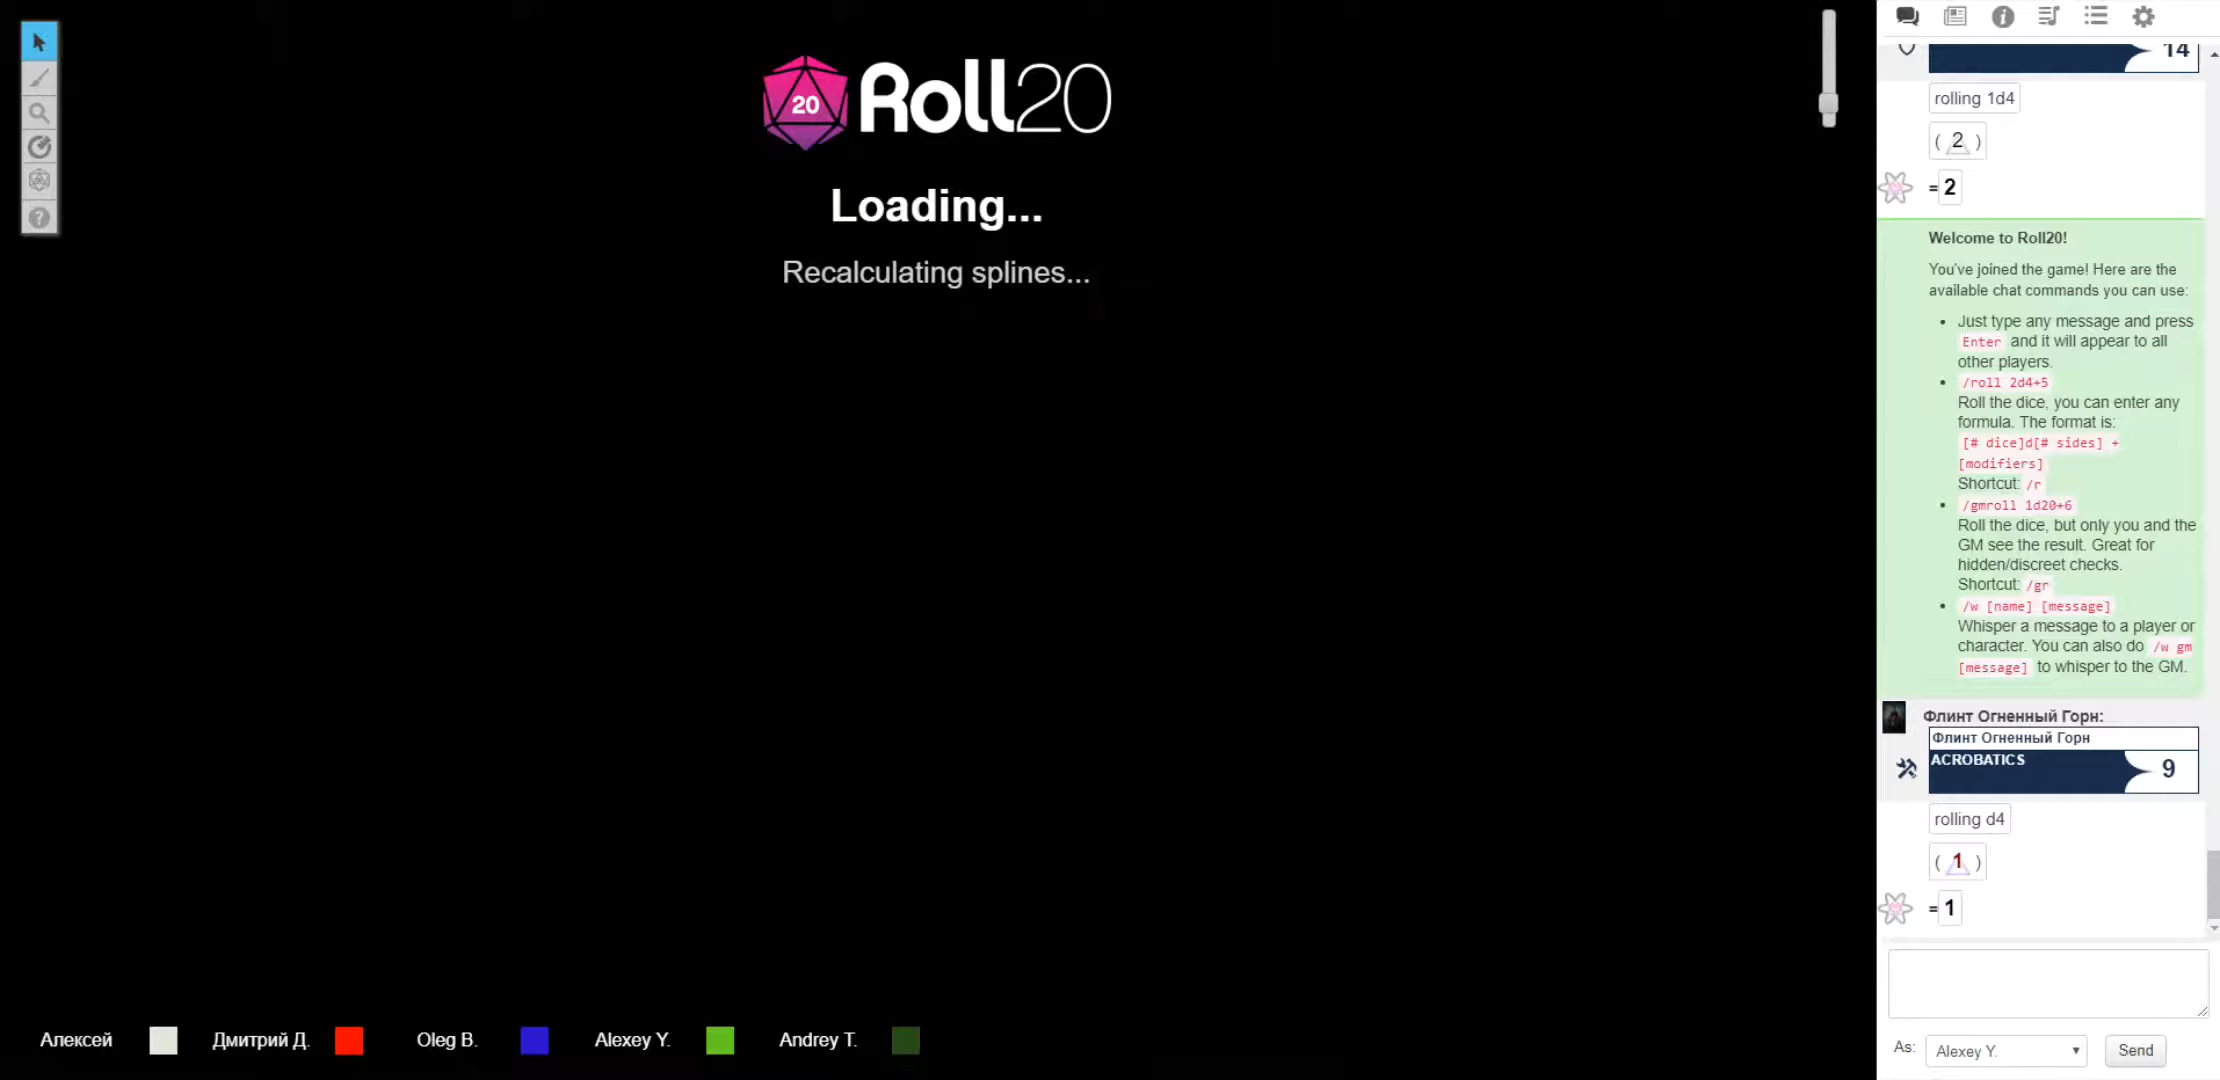 20 Roll20
Loading...
Recalculating splines...
14
rolling 1d4
( 2 )
=2
Welcome to Roll20!
You've joined the game! Here are the
available chat commands you can use:
• Just type any message and press
Enter and it will appear to all
other players.
• /roll 2d4+5
Roll the dice, you can enter any
formula. The format is:
[# dice]d[# sides] +
[modifiers]
Shortcut: /r
• /gmroll 1d20+6
Roll the dice, but only you and the
GM see the result. Great for
hidden/discreet checks.
Shortcut: /gr
• /w [name] [message]
Whisper a message to a player or
character. You can also do /w gm
[message] to whisper to the GM.
Флинт Огненный Горн:
Флинт Огненный Горн
ACROBATICS 9
rolling d4
( 1 )
=1
As: Alexey Y. Send
Алексей Дмитрий Д. Oleg B. Alexey Y. Andrey T.